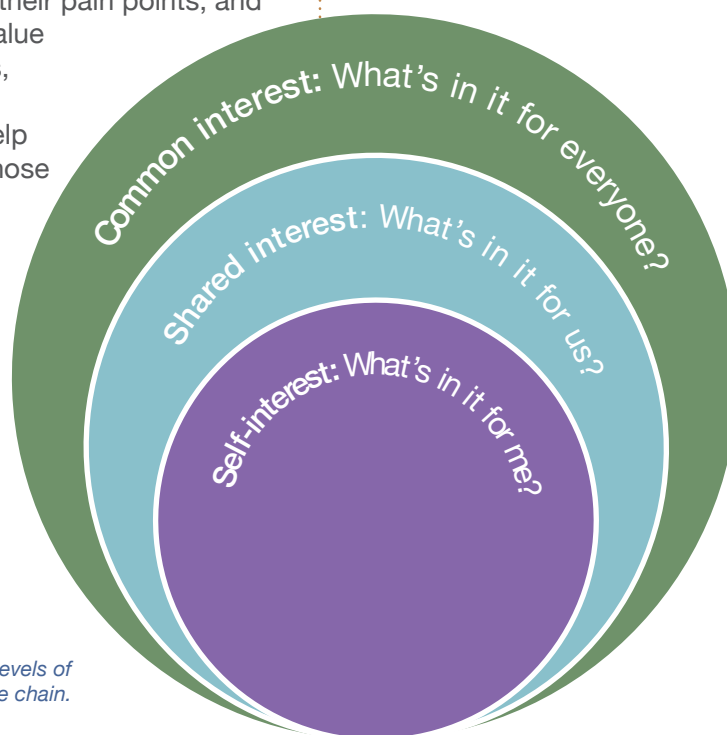 their pain points, and
alue
elp
hose
Common interest: What's in it for everyone?
Shared interest: What's in it for us?
Self-interest: What's in it for me?
evels of
e chain.